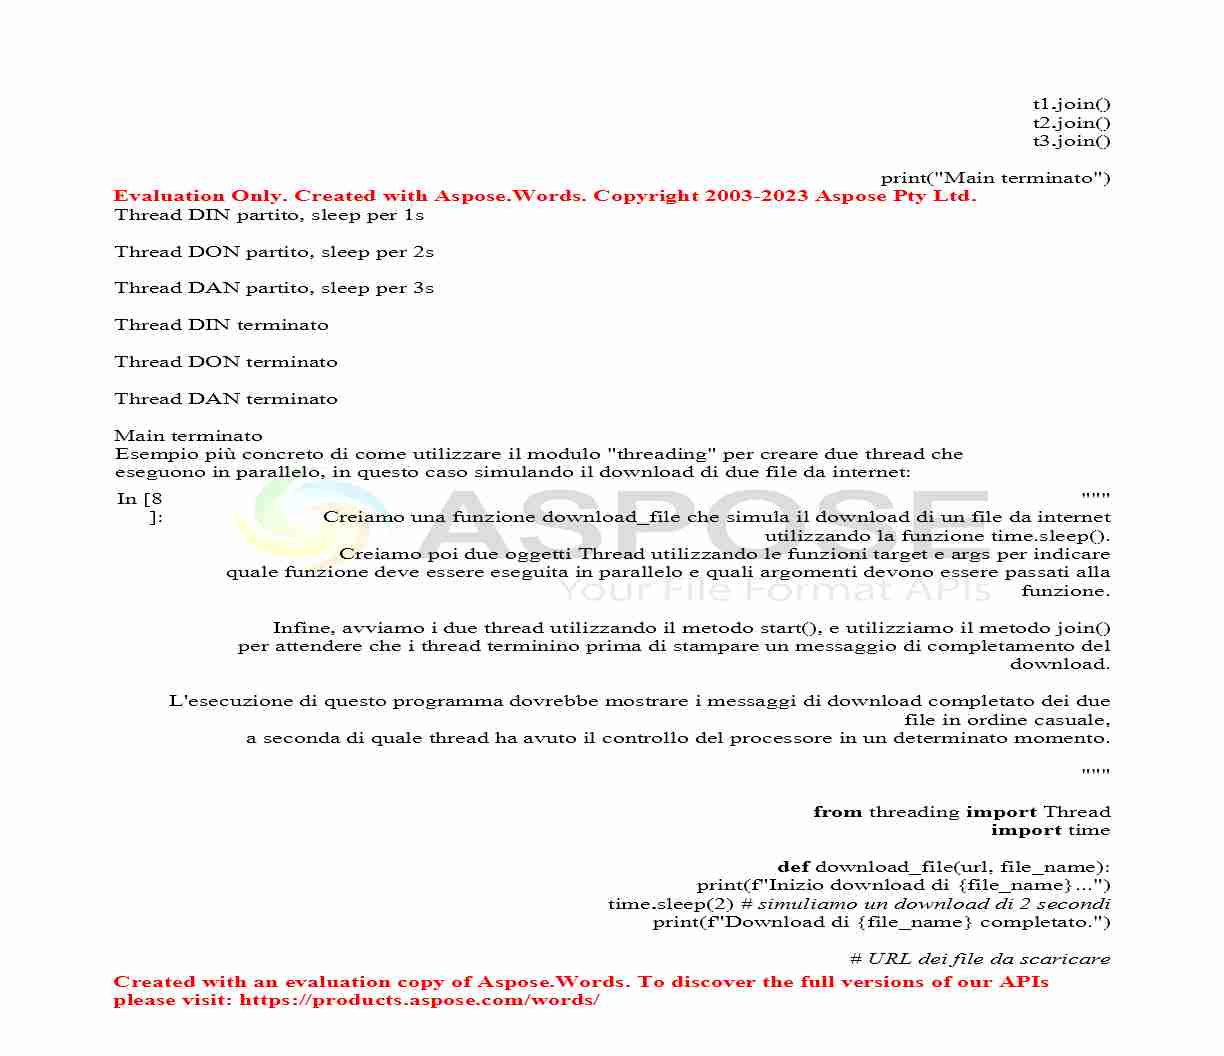 t1.join()
t2.join()
t3.join()
print("Main terminato")
Evaluation Only. Created with Aspose.Words. Copyright 2003-2023 Aspose Pty Ltd.
Thread DIN partito, sleep per 1s
Thread DON partito, sleep per 2s
Thread DAN partito, sleep per 3s
Thread DIN terminato
Thread DON terminato
Thread DAN terminato
Main terminato
Esempio più concreto di come utilizzare il modulo "threading" per creare due thread che
eseguono in parallelo, in questo caso simulando il download di due file da internet:
In [8
]:
"""
Creiamo una funzione download_file che simula il download di un file da internet
utilizzando la funzione time.sleep().
Creiamo poi due oggetti Thread utilizzando le funzioni target e args per indicare
quale funzione deve essere eseguita in parallelo e quali argomenti devono essere passati alla
funzione.
Infine, avviamo i due thread utilizzando il metodo start(), e utilizziamo il metodo join()
per attendere che i thread terminino prima di stampare un messaggio di completamento del
download.
L'esecuzione di questo programma dovrebbe mostrare i messaggi di download completato dei due
file in ordine casuale,
a seconda di quale thread ha avuto il controllo del processore in un determinato momento.
"""
from threading import Thread
import time
def download_file(url, file_name):
print(f"Inizio download di {file_name}...")
time.sleep(2) # simuliamo un download di 2 secondi
print(f"Download di {file_name} completato.")
# URL dei file da scaricare
Created with an evaluation copy of Aspose.Words. To discover the full versions of our APIs
please visit: https://products.aspose.com/words/
ASPOSE
Your File Format APIs